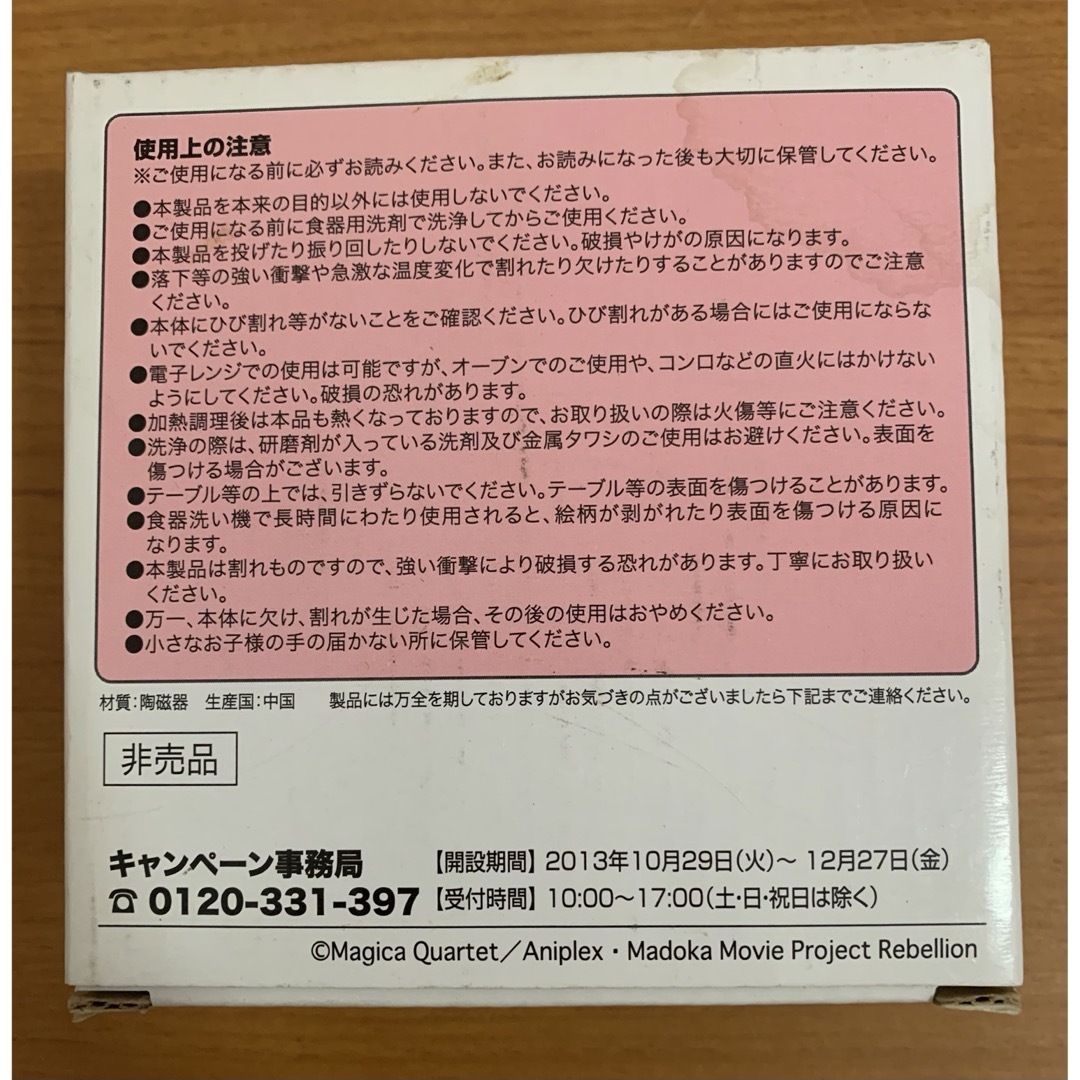 使用上の注意
※ご使用になる前に必ずお読みください。また、お読みになった後も大切に保管してください。
●本製品を本来の目的以外には使用しないでください。
●ご使用になる前に食器用洗剤で洗浄してからご使用ください。
●本製品を投げたり振り回したりしないでください。破損やけがの原因になります。
●落下等の強い衝撃や急激な温度変化で割れたり欠けたりすることがありますのでご注意
ください。
●本体にひび割れ等がないことをご確認ください。ひび割れがある場合にはご使用にならな
いでください。
●電子レンジでの使用は可能ですが、オーブンでのご使用や、コンロなどの直火にはかけない
ようにしてください。破損の恐れがあります。
●加熱調理後は本品も熱くなっておりますので、お取り扱いの際は火傷等にご注意ください。
●洗浄の際は、研磨剤が入っている洗剤及び金属タワシのご使用はお避けください。表面を
傷つける場合がございます。
●テーブル等の上では、引きずらないでください。テーブル等の表面を傷つけることがあります。
●食器洗い機で長時間にわたり使用されると、絵柄が剥がれたり表面を傷つける原因に
なります。
●本製品は割れものですので、強い衝撃により破損する恐れがあります。丁寧にお取り扱い
ください。
●万一、本体に欠け、割れが生じた場合、その後の使用はおやめください。
●小さなお子様の手の届かない所に保管してください。
材質：陶磁器 生産国：中国 製品には万全を期しておりますがお気づきの点がございましたら下記までご連絡ください。
非売品
キャンペーン事務局 【開設期間】2013年10月29日(火)～12月27日(金)
☎ 0120-331-397 【受付時間】10:00～17:00(土・日・祝日は除く)
©Magica Quartet／Aniplex・Madoka Movie Project Rebellion